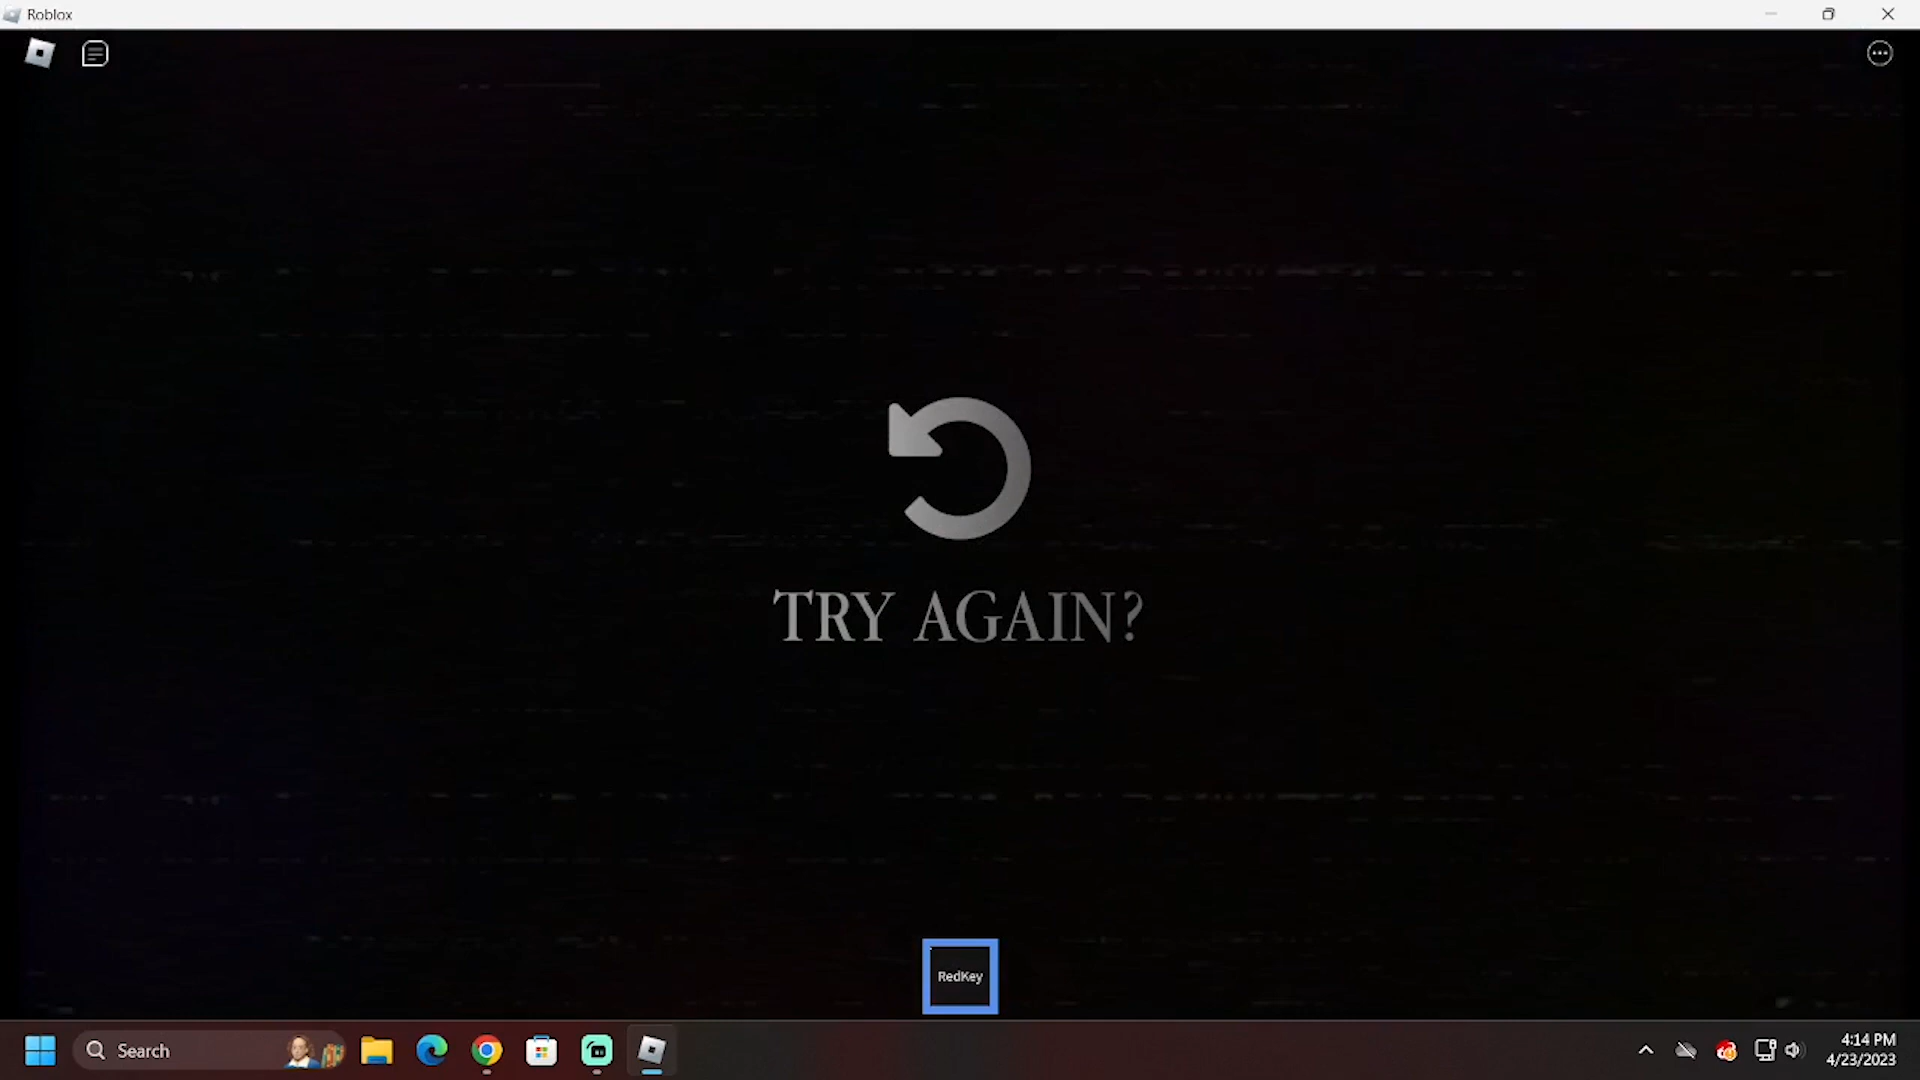 Roblox
TRY AGAIN?
RedKey
Search
4:14 PM
4/23/2023